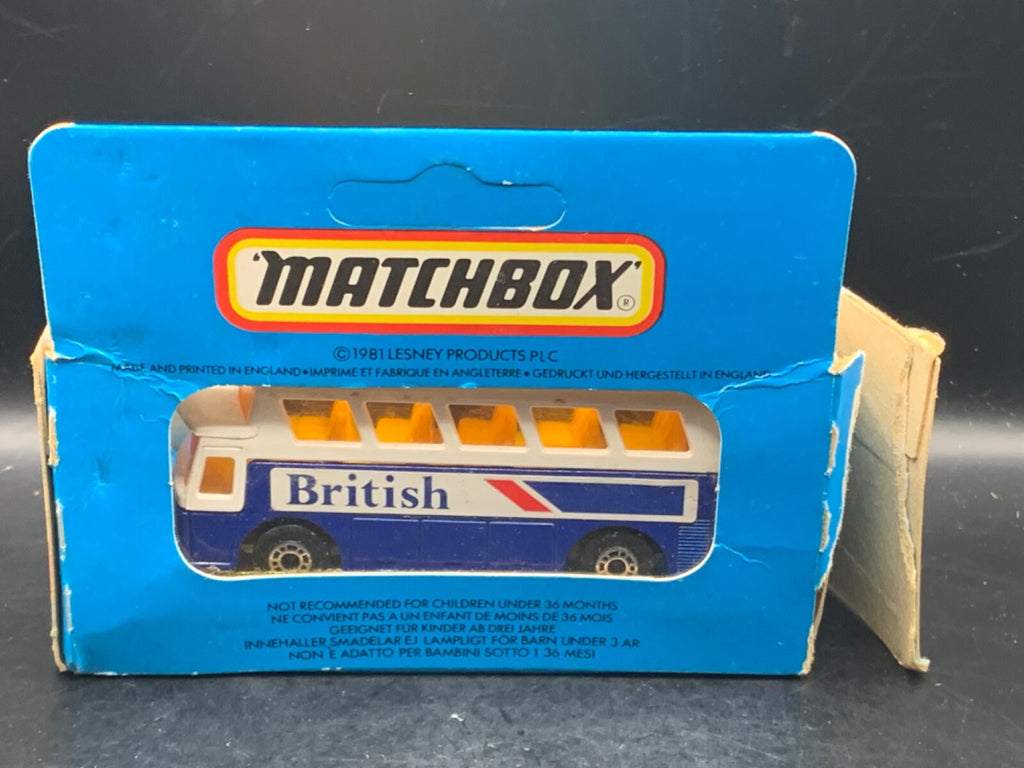 'MATCHBOX'®
©1981 LESNEY PRODUCTS PLC
MADE AND PRINTED IN ENGLAND•IMPRIME ET FABRIQUE EN ANGLETERRE•GEDRUCKT UND HERGESTELLT IN ENGLAND
British
NOT RECOMMENDED FOR CHILDREN UNDER 36 MONTHS
NE CONVIENT PAS A UN ENFANT DE MOINS DE 36 MOIS
GEEIGNET FÜR KINDER AB DREI JAHRE
INNEHALLER SMADELAR EJ LAMPLIGT FÖR BARN UNDER 3 AR
NON È ADATTO PER BAMBINI SOTTO I 36 MESI